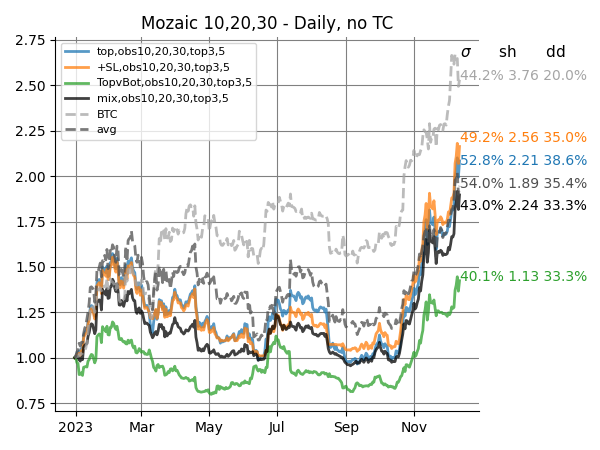 Mozaic 10,20,30 - Daily, no TC
2.75
2.50
2.25
2.00
1.75
1.50
1.25
1.00
0.75
top,obs10,20,30,top3,5
+SL,obs10,20,30,top3,5
TopvBot,obs10,20,30,top3,5
mix,obs10,20,30,top3,5
BTC
avg
σ sh dd
44.2% 3.76 20.0%
49.2% 2.56 35.0%
52.8% 2.21 38.6%
54.0% 1.89 35.4%
43.0% 2.24 33.3%
40.1% 1.13 33.3%
2023 Mar May Jul Sep Nov